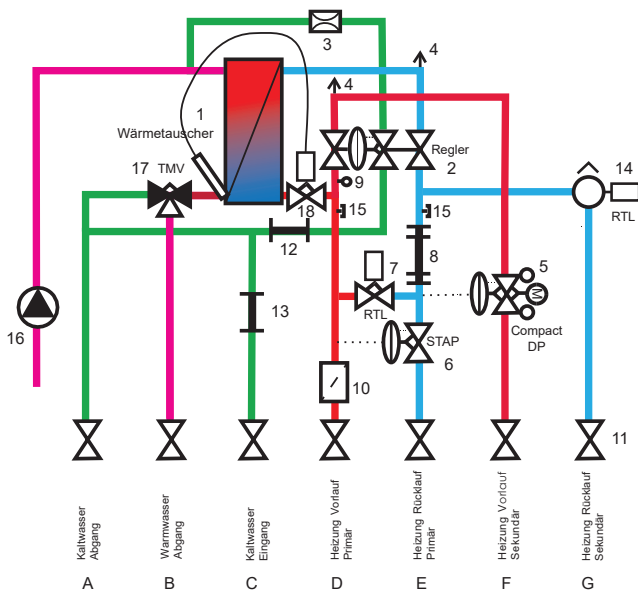 3
4
4
1
Wärmetauscher
Regler
2
17
TMV
9
14
RTL
18
15
15
12
7
8
5
13
16
RTL
STAP
6
Compact
DP
M
10
11
Kaltwasser
Abgang
Warmwasser
Abgang
Kaltwasser
Eingang
Heizung Vorlauf
Primär
Heizung Rücklauf
Primär
Heizung Vorlauf
Sekundär
Heizung Rücklauf
Sekundär
A
B
C
D
E
F
G